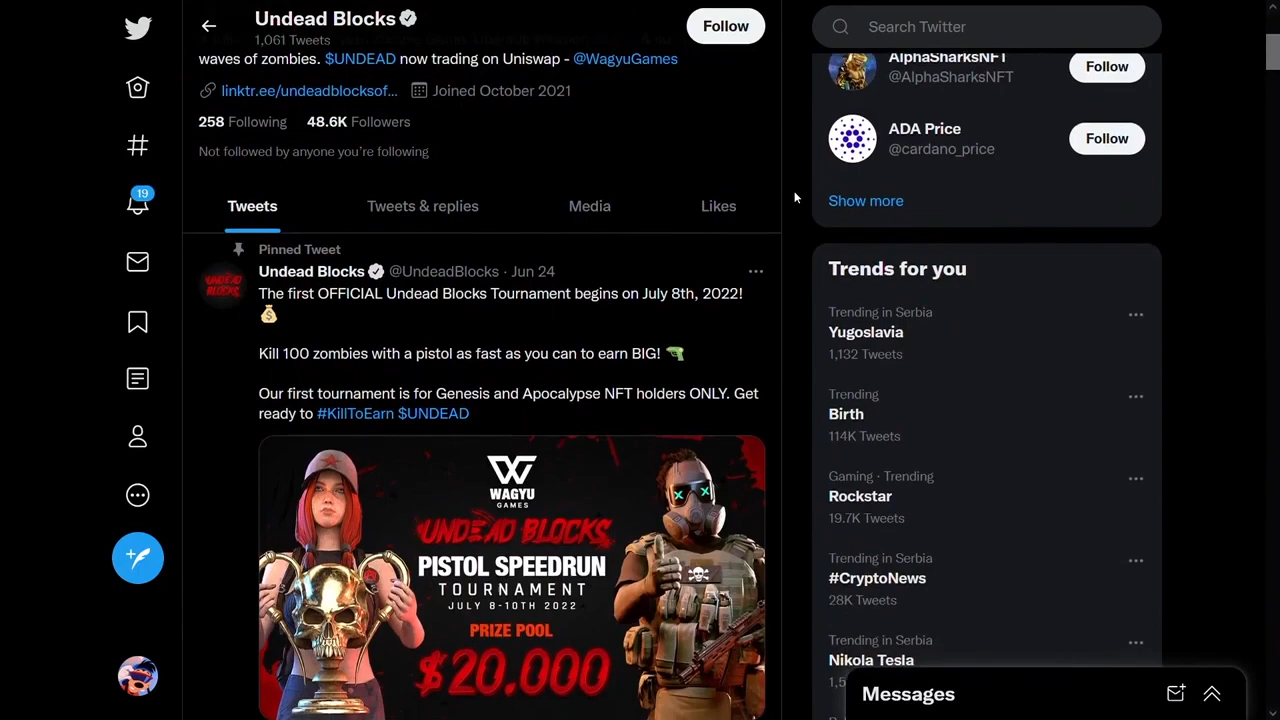 Undead Blocks
1,061 Tweets
Follow
waves of zombies. $UNDEAD now trading on Uniswap - @WagyuGames
linktr.ee/undeadblocksof... Joined October 2021
258 Following 48.6K Followers
Not followed by anyone you're following
Tweets Tweets & replies Media Likes
Pinned Tweet
Undead Blocks @UndeadBlocks · Jun 24
The first OFFICIAL Undead Blocks Tournament begins on July 8th, 2022!
Kill 100 zombies with a pistol as fast as you can to earn BIG!
Our first tournament is for Genesis and Apocalypse NFT holders ONLY. Get
ready to #KillToEarn $UNDEAD
WAGYU
GAMES
UNDEAD BLOCKS
PISTOL SPEEDRUN
TOURNAMENT
JULY 8-10TH 2022
PRIZE POOL
$20,000
UNDEAD
BLOCKS
19
Search Twitter
AlphaSharksNFT
@AlphaSharksNFT
Follow
ADA Price
@cardano_price
Follow
Show more
Trends for you
Trending in Serbia
Yugoslavia
1,132 Tweets
Trending
Birth
114K Tweets
Gaming · Trending
Rockstar
19.7K Tweets
Trending in Serbia
#CryptoNews
28K Tweets
Trending in Serbia
Nikola Tesla
Messages